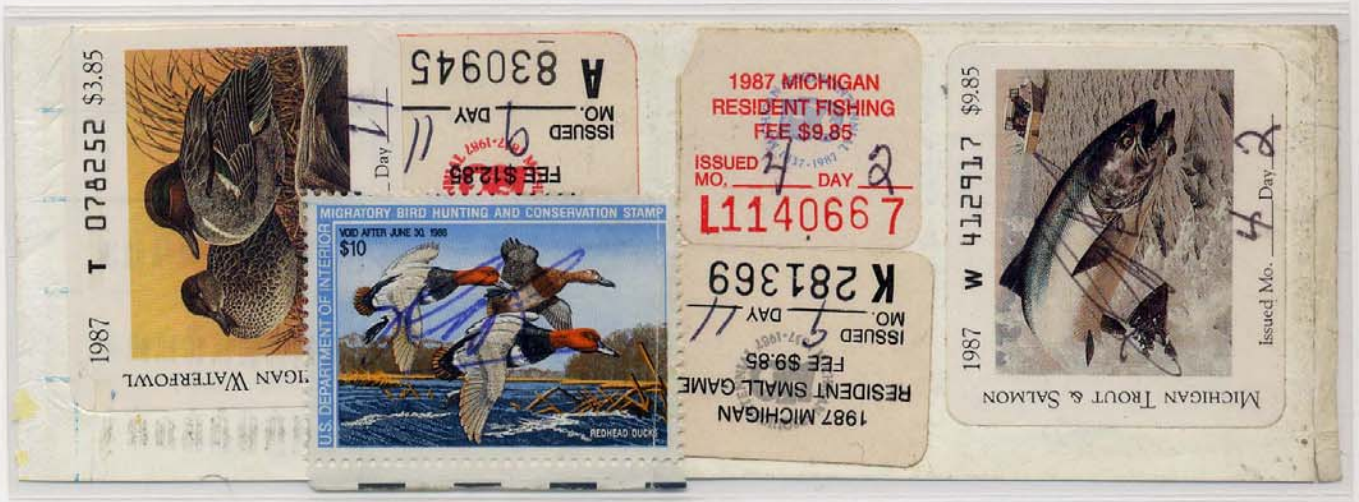 1987 T 078252 $3.85
IGAN WATERFOWL
Day 11
A 830945
ISSUED
MO. 9 DAY 11
1987
FEE $12.85
MIGRATORY BIRD HUNTING AND CONSERVATION STAMP
VOID AFTER JUNE 30, 1988
$10
U.S. DEPARTMENT OF INTERIOR
REDHEAD DUCKS
1987 MICHIGAN
RESIDENT FISHING
FEE $9.85
ISSUED
MO. 4 DAY 2
L1140667
1987 MICHIGAN
RESIDENT SMALL GAME
FEE $9.85
ISSUED
MO. 9 DAY 11
K 281369
1987 W 412917 $9.85
MICHIGAN TROUT & SALMON
Issued Mo. 4 Day 2